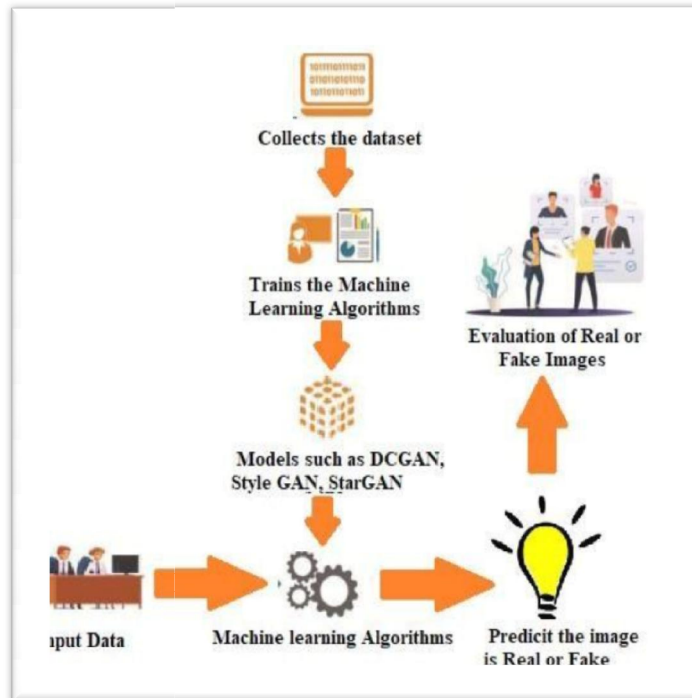 Collects the dataset
Trains the Machine
Learning Algorithms
Evaluation of Real or
Fake Images
Models such as DCGAN,
Style GAN, StarGAN
nput Data
Machine learning Algorithms
Predicit the image
is Real or Fake